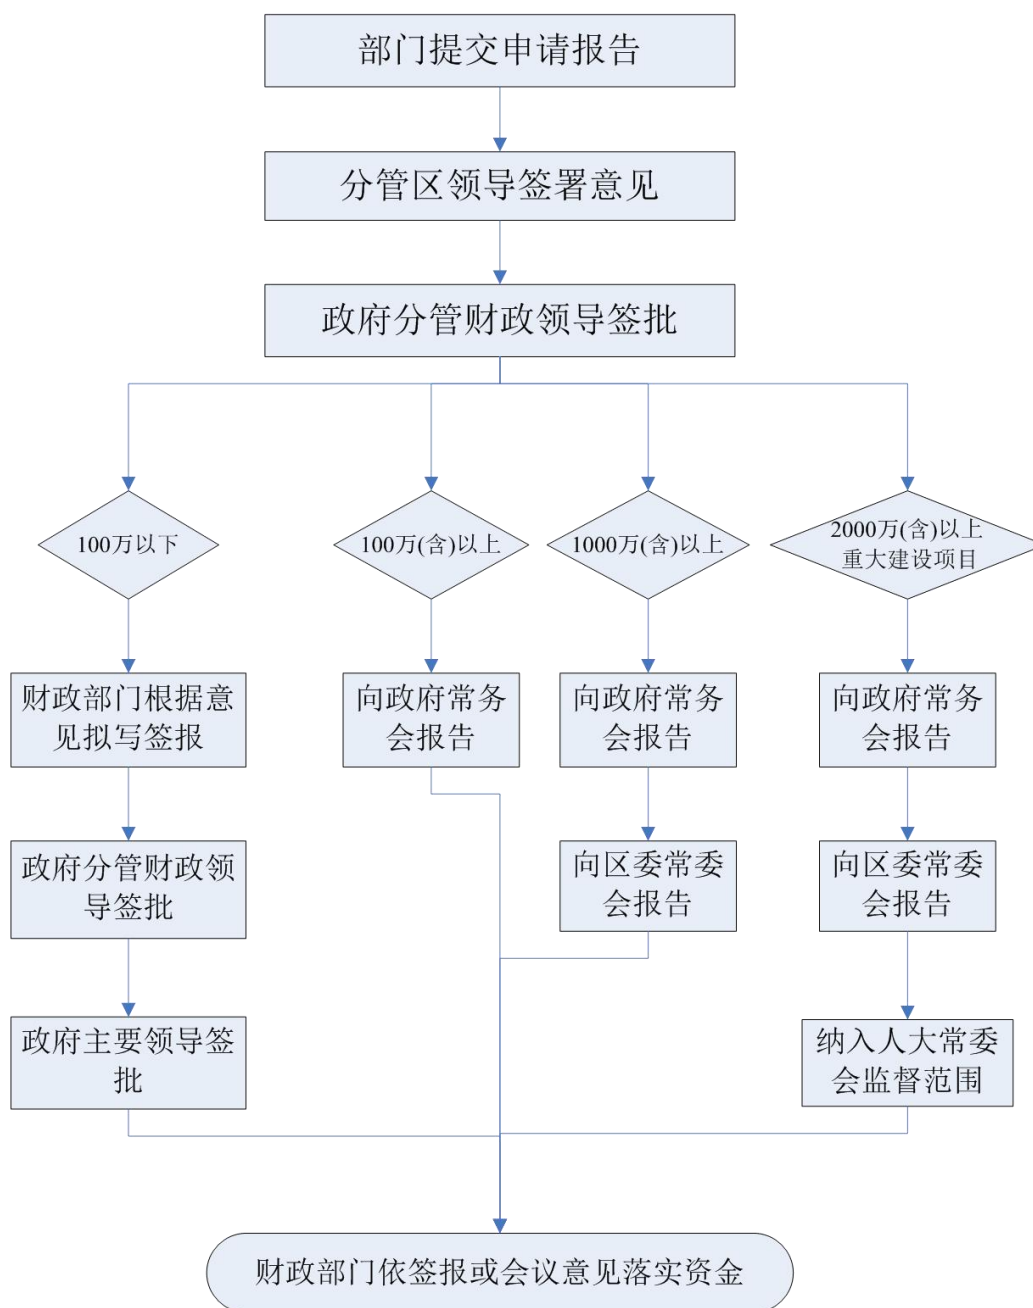 部门提交申请报告
分管区领导签署意见
政府分管财政领导签批
100万以下
100万(含)以上
1000万(含)以上
2000万(含)以上
重大建设项目
财政部门根据意
见拟写签报
向政府常务
会报告
向政府常务
会报告
向政府常务
会报告
政府分管财政领
导签批
向区委常委
会报告
向区委常委
会报告
政府主要领导签
批
纳入人大常委
会监督范围
财政部门依签报或会议意见落实资金